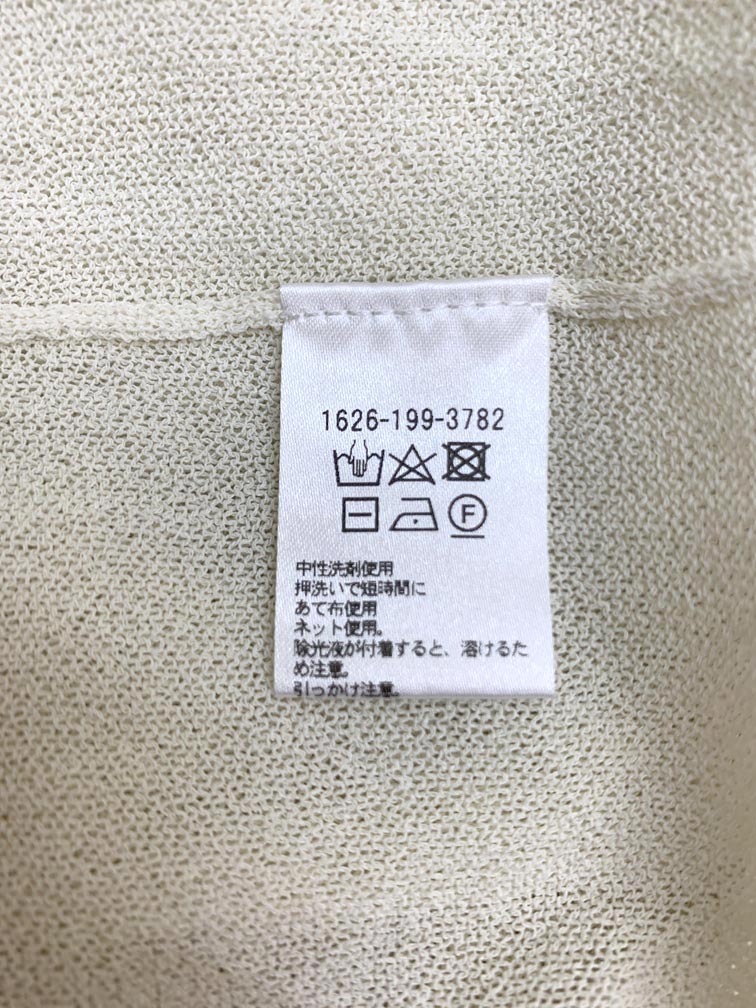 1626-199-3782
F
中性洗剤使用
押洗いで短時間に
あて布使用
ネット使用。
除光液が付着すると、溶けるた
め注意。
引っかけ注意。